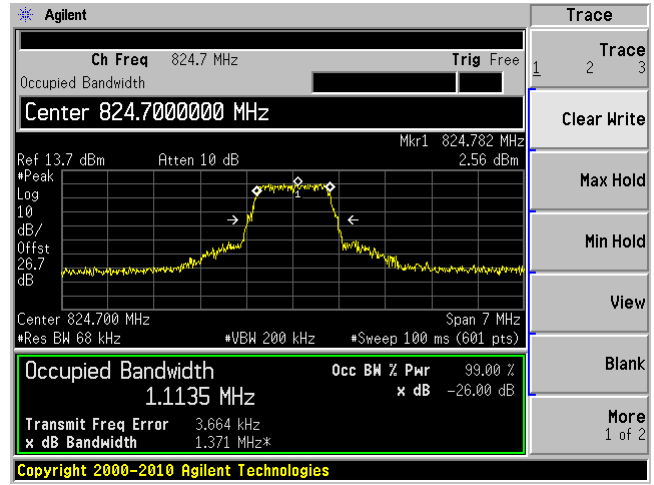 Agilent
Trace
Ch Freq 824.7 MHz
Trig Free
Occupied Bandwidth
Center 824.7000000 MHz
Mkr1 824.782 MHz
Ref 13.7 dBm Atten 10 dB 2.56 dBm
#Peak
Log
10
dB/
Offst
26.7
dB
1
Center 824.700 MHz Span 7 MHz
#Res BW 68 kHz #VBW 200 kHz #Sweep 100 ms (601 pts)
Occupied Bandwidth
1.1135 MHz
Occ BW % Pwr 99.00 %
x dB -26.00 dB
Transmit Freq Error 3.664 kHz
x dB Bandwidth 1.371 MHz*
Copyright 2000-2010 Agilent Technologies
Trace
1 2 3
Clear Write
Max Hold
Min Hold
View
Blank
More
1 of 2